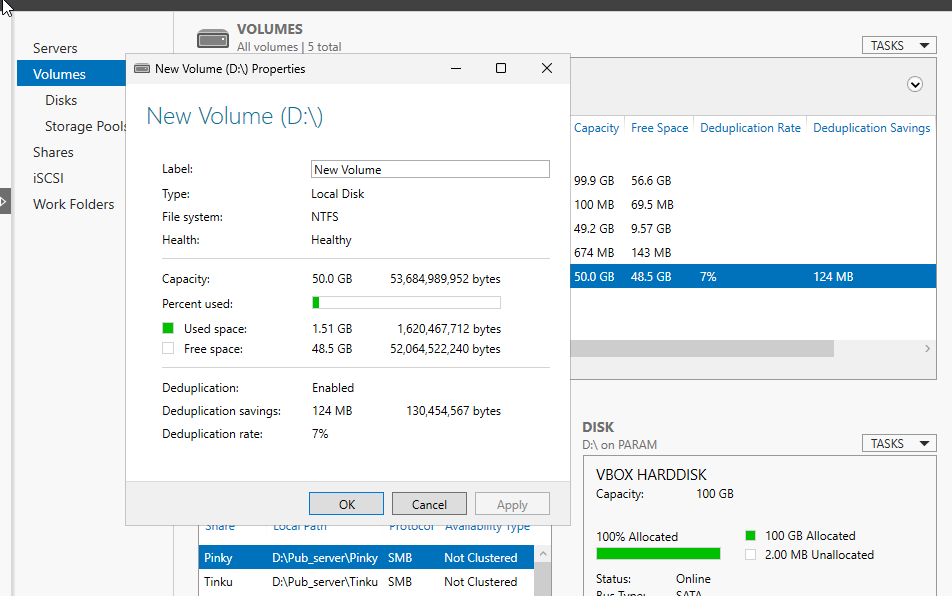 VOLUMES
All volumes | 5 total
TASKS
Servers
Volumes
Disks
Storage Pools
Shares
iSCSI
Work Folders
New Volume (D:\) Properties
New Volume (D:\)
Label: New Volume
Type: Local Disk
File system: NTFS
Health: Healthy
Capacity: 50.0 GB 53,684,989,952 bytes
Percent used:
Used space: 1.51 GB 1,620,467,712 bytes
Free space: 48.5 GB 52,064,522,240 bytes
Deduplication: Enabled
Deduplication savings: 124 MB 130,454,567 bytes
Deduplication rate: 7%
OK Cancel Apply
Capacity Free Space Deduplication Rate Deduplication Savings
99.9 GB 56.6 GB
100 MB 69.5 MB
49.2 GB 9.57 GB
674 MB 143 MB
50.0 GB 48.5 GB 7% 124 MB
Share Local Path Protocol Availability Type
Pinky D:\Pub_server\Pinky SMB Not Clustered
Tinku D:\Pub_server\Tinku SMB Not Clustered
DISK
D:\ on PARAM
TASKS
VBOX HARDDISK
Capacity: 100 GB
100% Allocated
100 GB Allocated
2.00 MB Unallocated
Status: Online
Bus Type: SATA